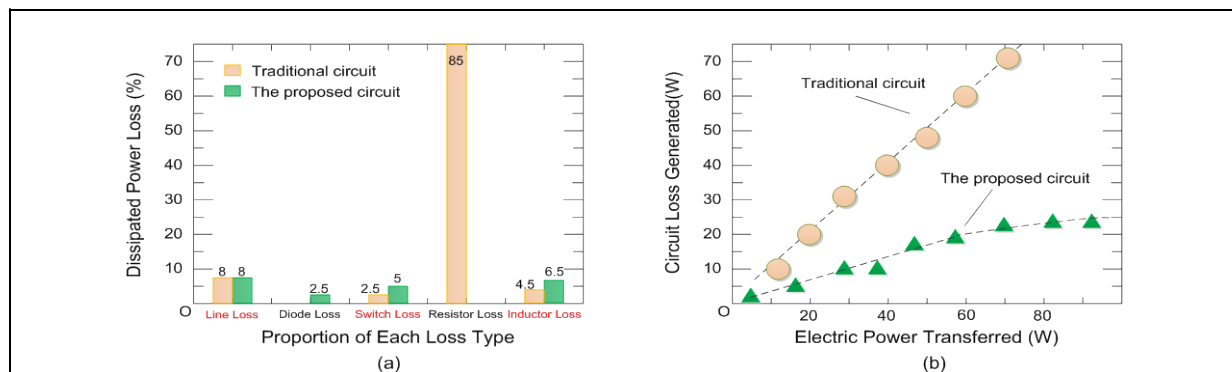 70
60
50
40
30
20
10
O
Dissipated Power Loss (%)
Traditional circuit
The proposed circuit
8
8
2.5
2.5
5
85
4.5
6.5
Line Loss
Diode Loss
Switch Loss
Resistor Loss
Inductor Loss
Proportion of Each Loss Type
(a)
70
60
50
40
30
20
10
O
Circuit Loss Generated(W)
Traditional circuit
The proposed circuit
20
40
60
80
Electric Power Transferred (W)
(b)